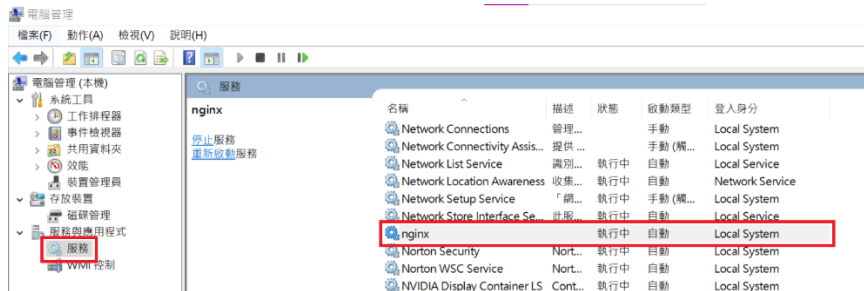 電腦管理
檔案(F) 動作(A) 檢視(V) 說明(H)
電腦管理 (本機)
系統工具
工作排程器
事件檢視器
共用資料夾
效能
裝置管理員
存放裝置
磁碟管理
服務與應用程式
服務
WMI 控制
服務
nginx
停止服務
重新啟動服務
名稱 描述 狀態 啟動類型 登入身分
Network Connections 管理... 手動 Local System
Network Connectivity Assis... 提供 ... 手動 (觸... Local System
Network List Service 識別... 執行中 自動 Local Service
Network Location Awareness 收集... 執行中 自動 Network Service
Network Setup Service 「網... 執行中 手動 (觸... Local System
Network Store Interface Se... 此服... 執行中 自動 Local Service
nginx 執行中 自動 Local System
Norton Security Nort... 執行中 自動 Local System
Norton WSC Service Nort... 執行中 自動 Local System
NVIDIA Display Container LS Cont... 執行中 自動 Local System